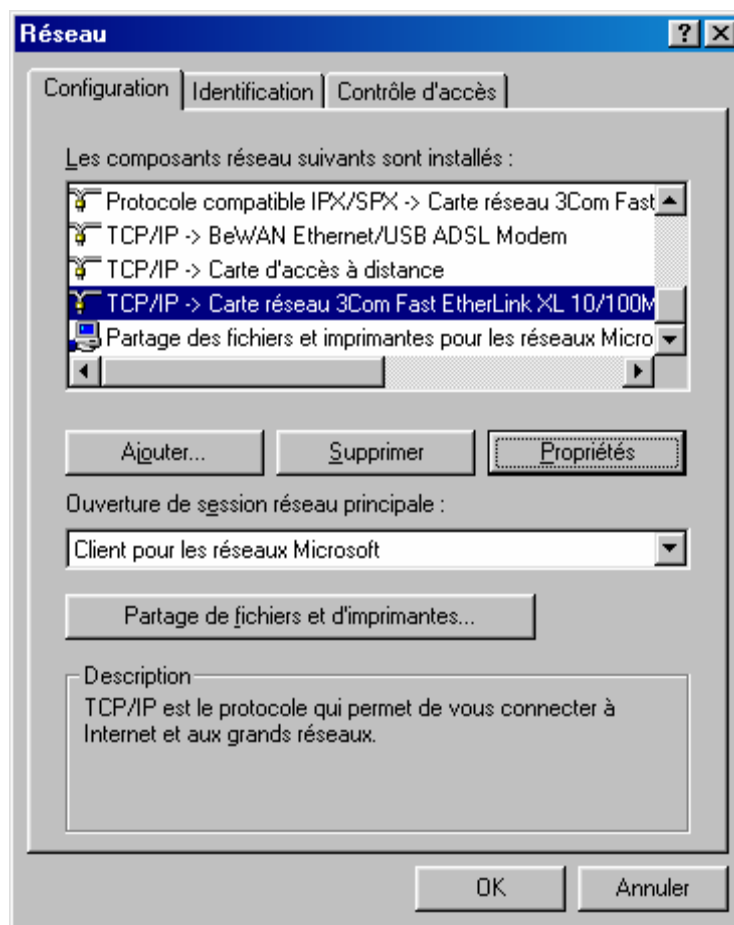 Réseau
Configuration
Identification
Contrôle d'accès
Les composants réseau suivants sont installés :
Protocole compatible IPX/SPX -> Carte réseau 3Com Fast
TCP/IP -> BeWAN Ethernet/USB ADSL Modem
TCP/IP -> Carte d'accès à distance
TCP/IP -> Carte réseau 3Com Fast EtherLink XL 10/100M
Partage des fichiers et imprimantes pour les réseaux Micro
Ajouter...
Supprimer
Propriétés
Ouverture de session réseau principale :
Client pour les réseaux Microsoft
Partage de fichiers et d'imprimantes...
Description
TCP/IP est le protocole qui permet de vous connecter à
Internet et aux grands réseaux.
OK
Annuler